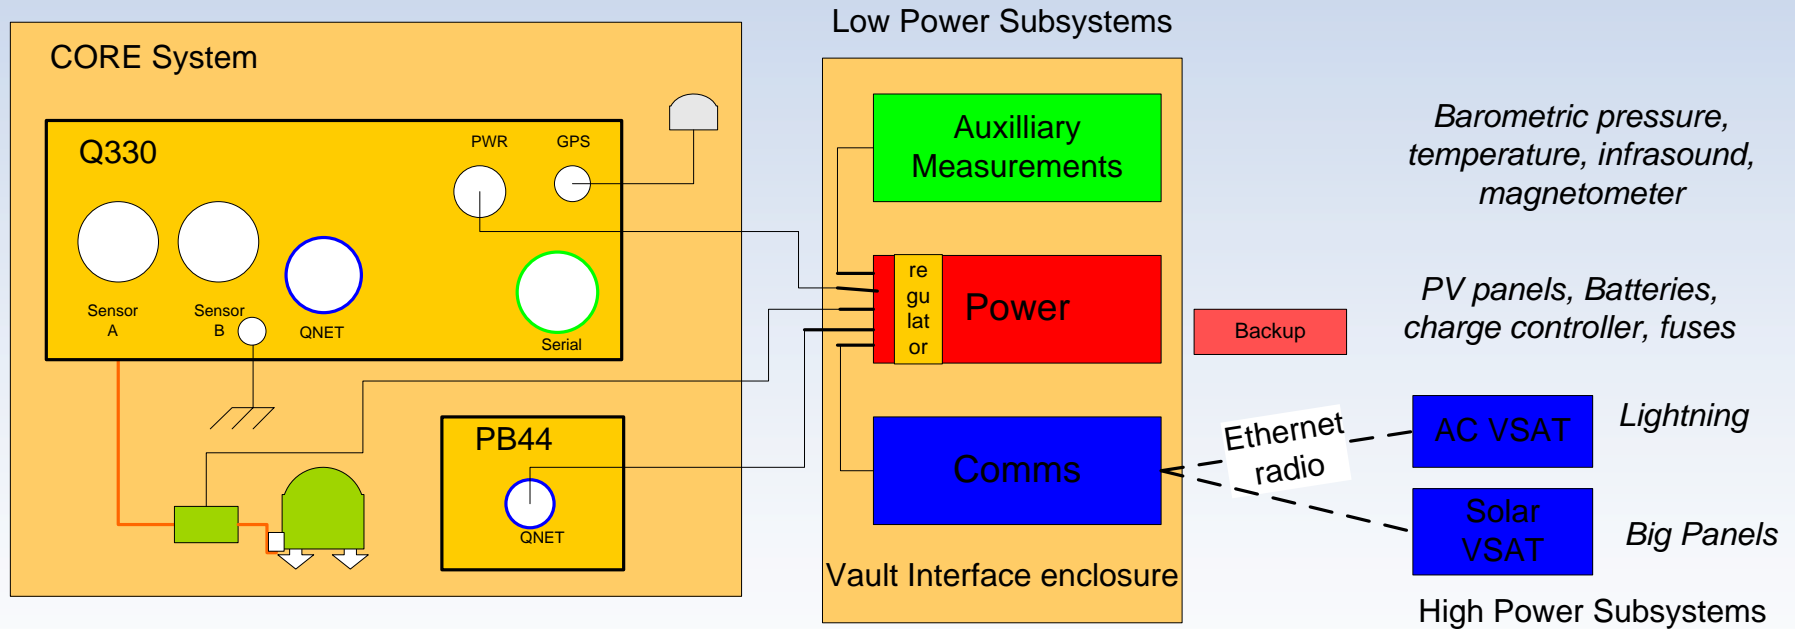 Low Power Subsystems
CORE System
Q330
PWR
GPS
Sensor
A
Sensor
B
QNET
Serial
PB44
QNET
Auxilliary
Measurements
re
gu
lat
or
Power
Comms
Vault Interface enclosure
Backup
Barometric pressure,
temperature, infrasound,
magnetometer
PV panels, Batteries,
charge controller, fuses
Ethernet
radio
AC VSAT
Lightning
Solar
VSAT
Big Panels
High Power Subsystems